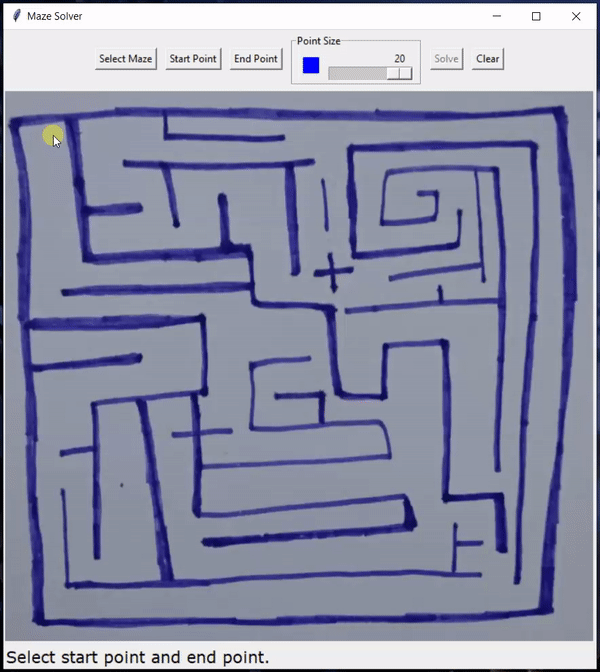 Maze Solver
Point Size
Select Maze Start Point End Point 20 Solve Clear
Select start point and end point.